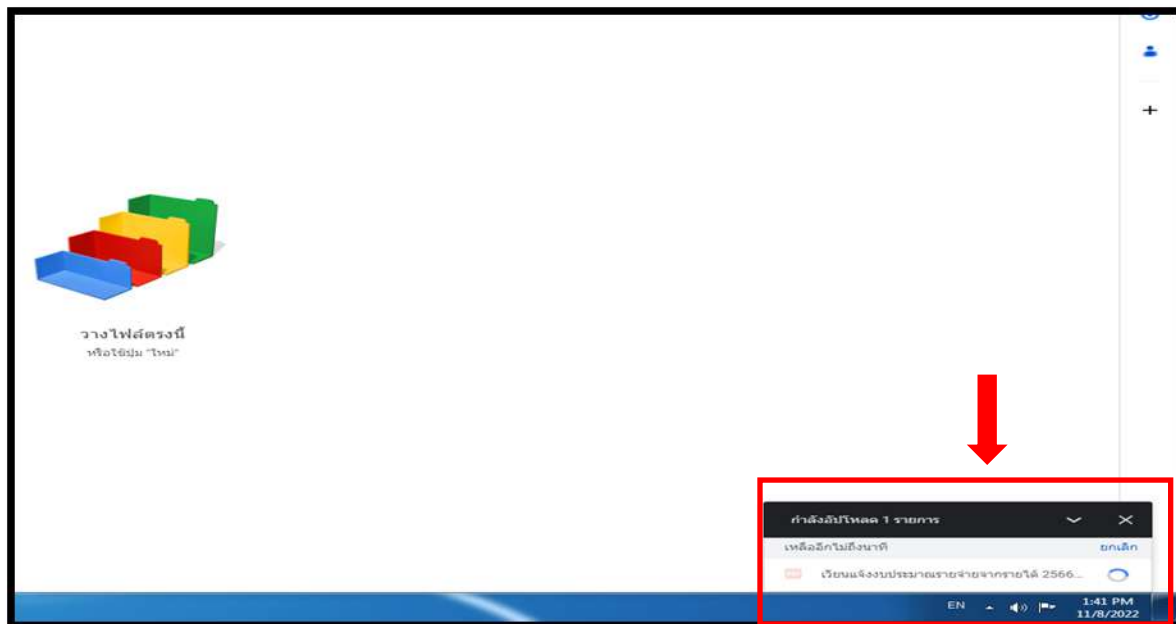 วางไฟล์ตรงนี้
หรือใช้ปุ่ม "ใหม่"
กำลังอัปโหลด 1 รายการ
เหลืออีกไม่ถึงนาที ยกเลิก
เวียนแจ้งงบประมาณรายจ่ายจากรายได้ 2566...
EN 1:41 PM
11/8/2022